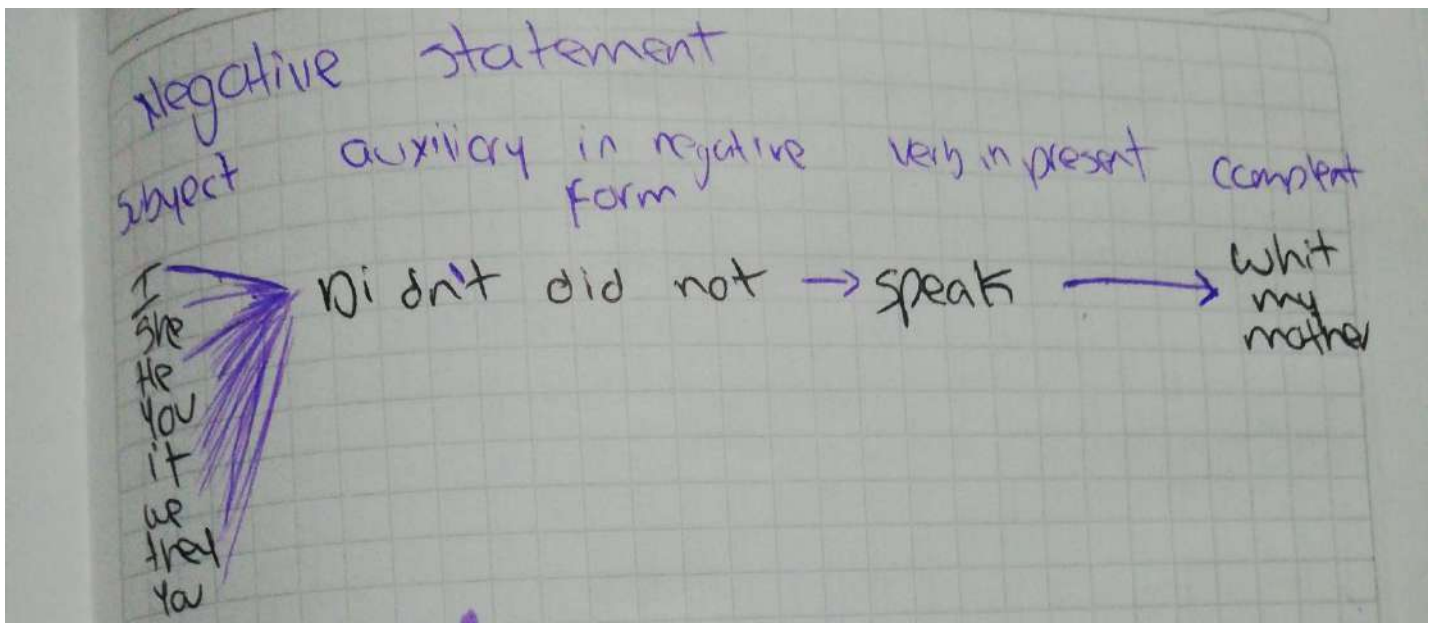 Negative statement
subyect auxiliary in negative form verb in present complent
I
She
He
you
it
we
they
You
Didn't did not → speak → whit my mother